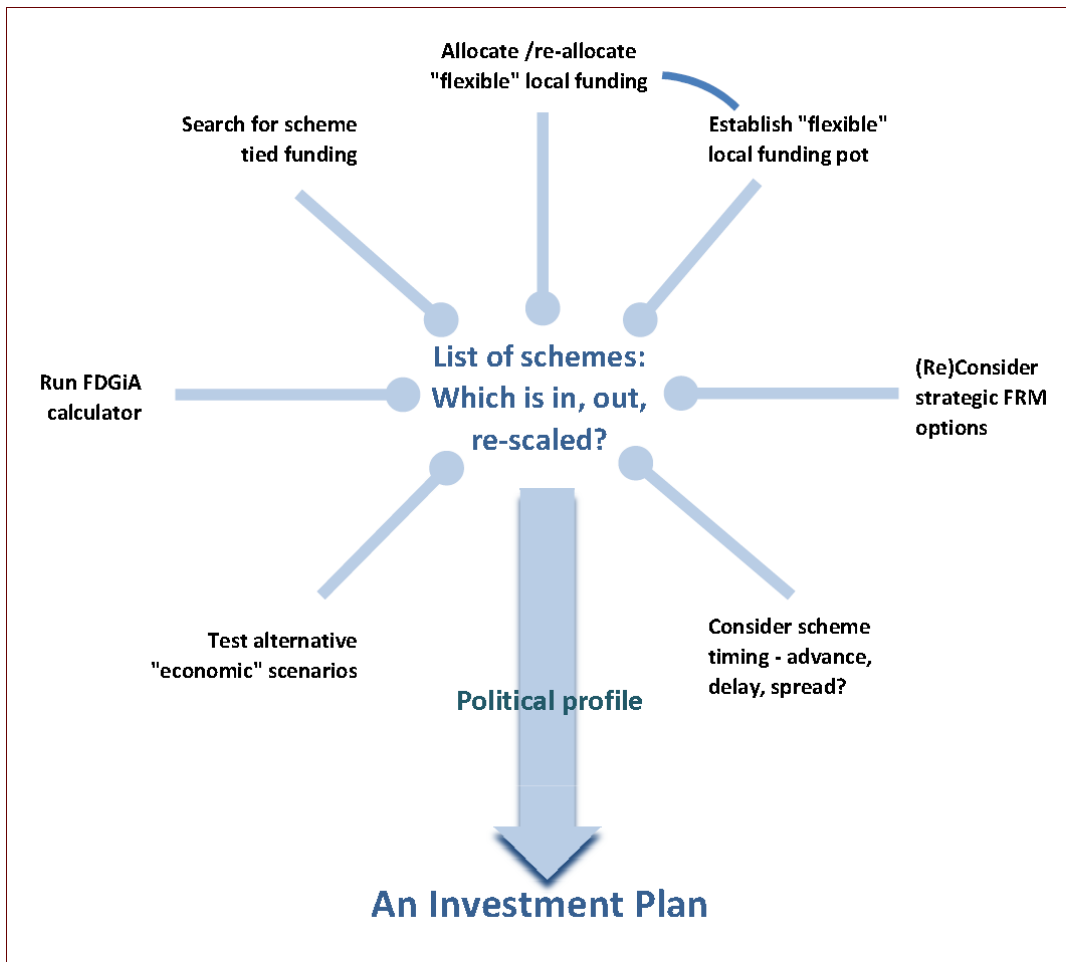 Allocate /re-allocate
"flexible" local funding
Search for scheme
tied funding
Establish "flexible"
local funding pot
List of schemes:
Which is in, out,
re-scaled?
Run FDGiA
calculator
(Re)Consider
strategic FRM
options
Test alternative
"economic" scenarios
Consider scheme
timing - advance,
delay, spread?
Political profile
An Investment Plan